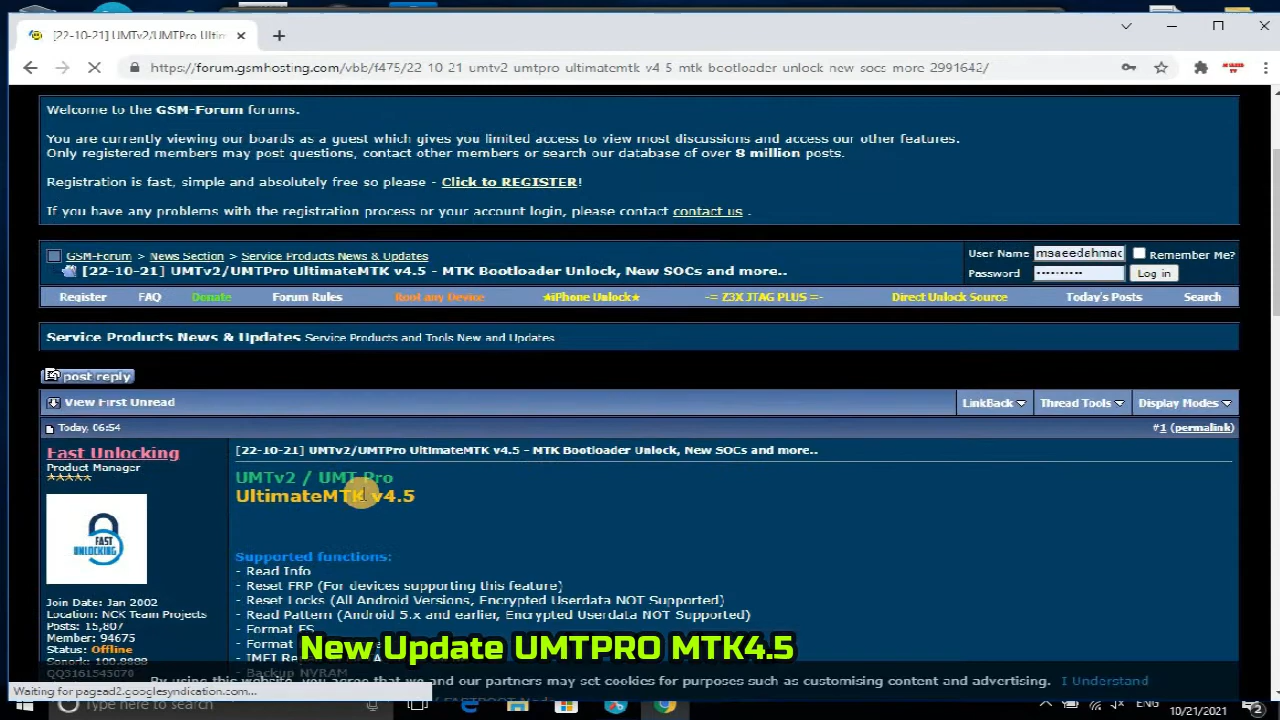 [22-10-21] UMTv2/UMTPro Ultim
https://forum.gsmhosting.com/vbb/f475/22-10-21-umtv2-umtpro-ultimatemtk-v4-5-mtk-bootloader-unlock-new-socs-more-2991642/
Welcome to the GSM-Forum forums.
You are currently viewing our boards as a guest which gives you limited access to view most discussions and access our other features.
Only registered members may post questions, contact other members or search our database of over 8 million posts.
Registration is fast, simple and absolutely free so please - Click to REGISTER!
If you have any problems with the registration process or your account login, please contact contact us .
GSM-Forum > News Section > Service Products News & Updates
[22-10-21] UMTv2/UMTPro UltimateMTK v4.5 - MTK Bootloader Unlock, New SOCs and more..
User Name msaeedahmad Remember Me?
Password Log in
Register FAQ Donate Forum Rules Root any Device ★iPhone Unlock★ -= Z3X JTAG PLUS =- Direct Unlock Source Today's Posts Search
Service Products News & Updates Service Products and Tools New and Updates
post reply
View First Unread LinkBack Thread Tools Display Modes
Today, 06:54 #1 (permalink)
Fast Unlocking
Product Manager
FAST
UNLOCKING
Join Date: Jan 2002
Location: NCK Team Projects
Posts: 15,807
Member: 94675
Status: Offline
Sonork: 100.8888
QQ3161545070
[22-10-21] UMTv2/UMTPro UltimateMTK v4.5 - MTK Bootloader Unlock, New SOCs and more..
UMTv2 / UMT Pro
UltimateMTK v4.5
Supported functions:
- Read Info
- Reset FRP (For devices supporting this feature)
- Reset Locks (All Android Versions, Encrypted Userdata NOT Supported)
- Read Pattern (Android 5.x and earlier, Encrypted Userdata NOT Supported)
- Format FS
- Format
- IMEI Re
- Backup NVRAM
New Update UMTPRO MTK4.5
By using this website, you agree that we and our partners may set cookies for purposes such as customising content and advertising. I Understand
Waiting for pagead2.googlesyndication.com...
Type here to search
ENG
10/21/2021
2